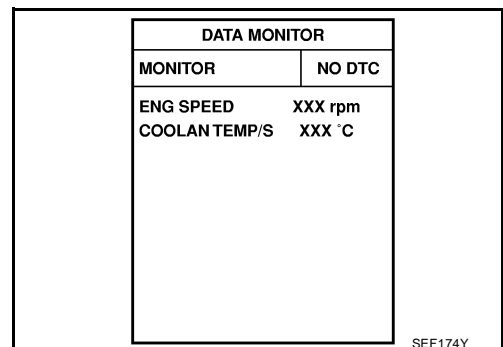 DATA MONITOR
MONITOR NO DTC
ENG SPEED XXX rpm
COOLAN TEMP/S XXX °C
SEF174Y